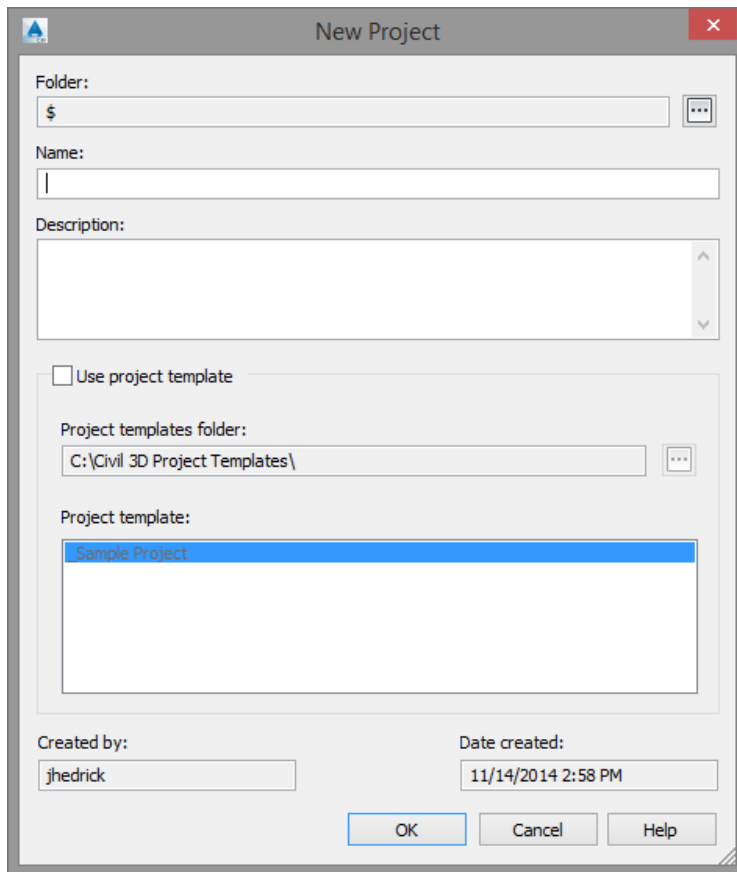 New Project
Folder:
$
Name:
Description:
Use project template
Project templates folder:
C:\Civil 3D Project Templates\
Project template:
_Sample Project
Created by:
Date created:
jhedrick
11/14/2014 2:58 PM
OK
Cancel
Help